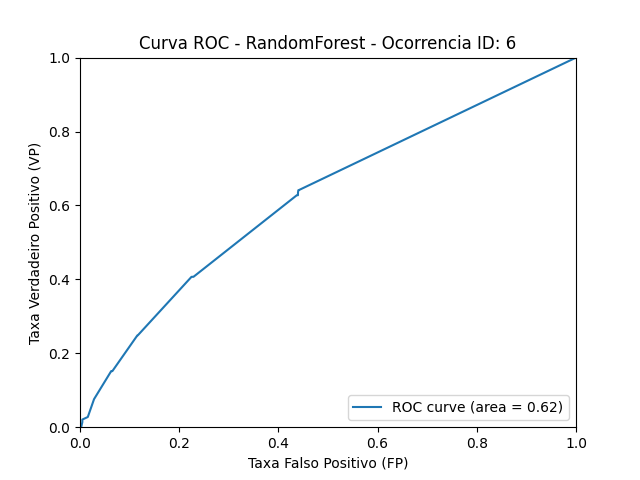 Curva ROC - RandomForest - Ocorrencia ID: 6
1.0
0.8
0.6
0.4
0.2
0.0
Taxa Verdadeiro Positivo (VP)
ROC curve (area = 0.62)
0.0 0.2 0.4 0.6 0.8 1.0
Taxa Falso Positivo (FP)